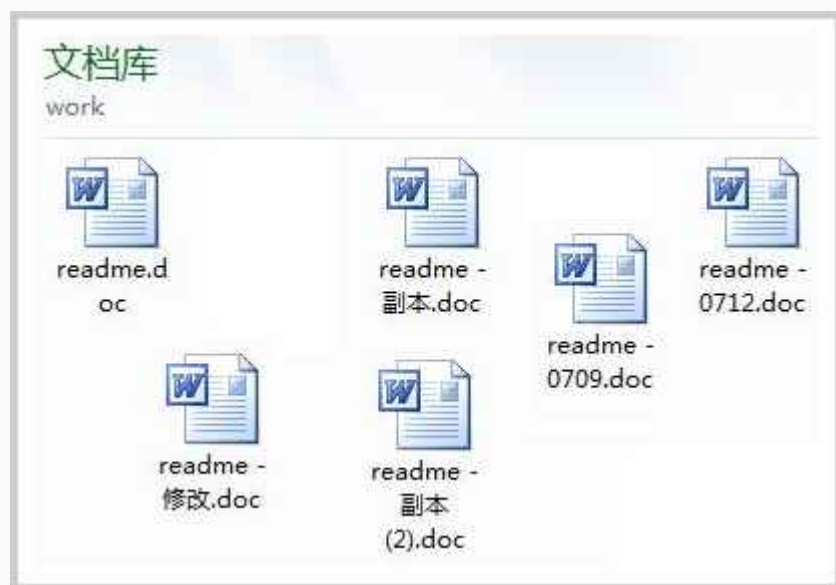 文档库
work
readme.d
oc
readme -
副本.doc
readme -
0709.doc
readme -
0712.doc
readme -
修改.doc
readme -
副本
(2).doc